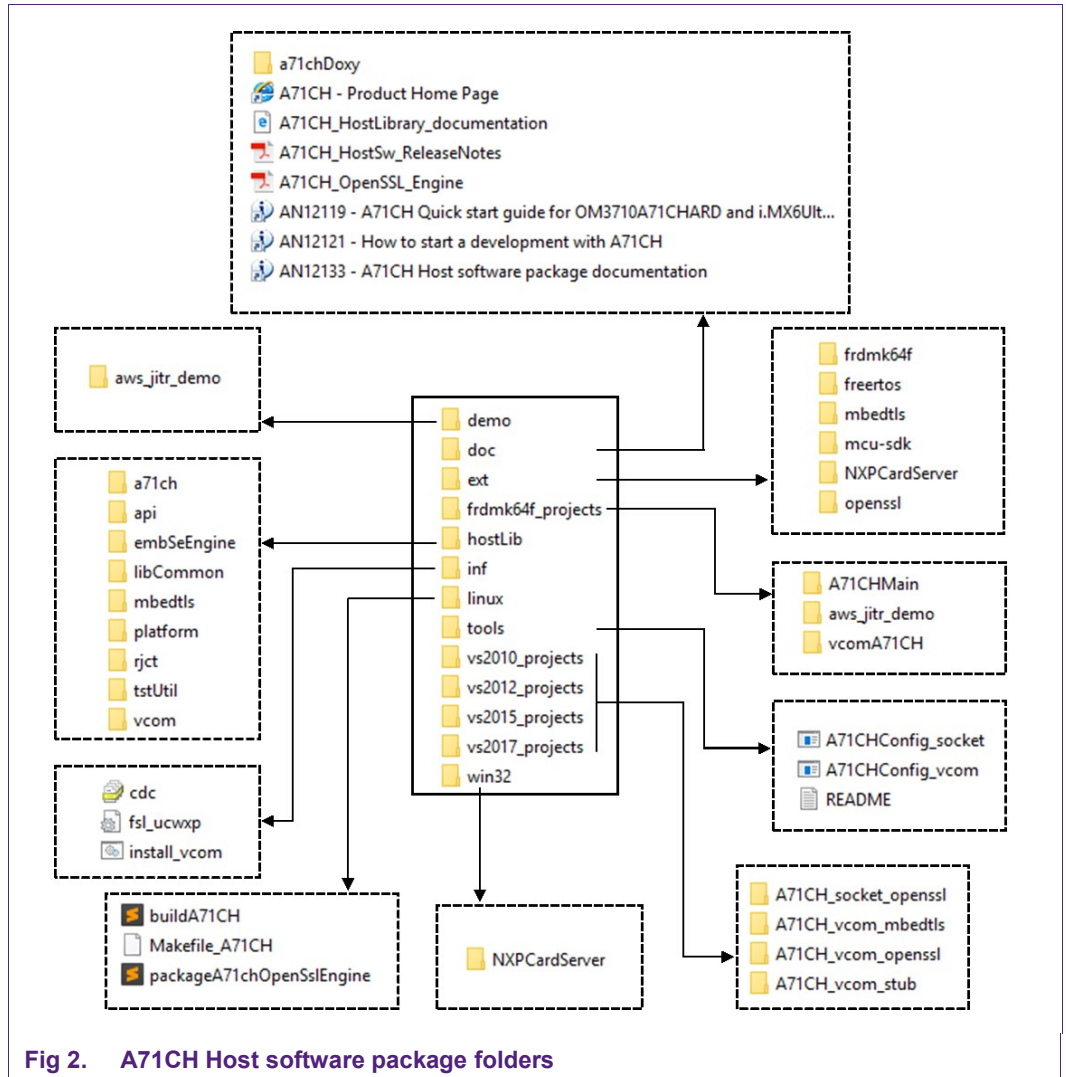 a71chDoxy
A71CH - Product Home Page
A71CH_HostLibrary_documentation
A71CH_HostSw_ReleaseNotes
A71CH_OpenSSL_Engine
AN12119 - A71CH Quick start guide for OM3710A71CHARD and i.MX6Ult...
AN12121 - How to start a development with A71CH
AN12133 - A71CH Host software package documentation
aws_jitr_demo
a71ch
api
embSeEngine
libCommon
mbedtls
platform
rjct
tstUtil
vcom
cdc
fsl_ucwxp
install_vcom
buildA71CH
Makefile_A71CH
packageA71chOpenSslEngine
demo
doc
ext
frdmk64f_projects
hostLib
inf
linux
tools
vs2010_projects
vs2012_projects
vs2015_projects
vs2017_projects
win32
NXPCardServer
frdmk64f
freertos
mbedtls
mcu-sdk
NXPCardServer
openssl
A71CHMain
aws_jitr_demo
vcomA71CH
A71CHConfig_socket
A71CHConfig_vcom
README
A71CH_socket_openssl
A71CH_vcom_mbedtls
A71CH_vcom_openssl
A71CH_vcom_stub
Fig 2. A71CH Host software package folders